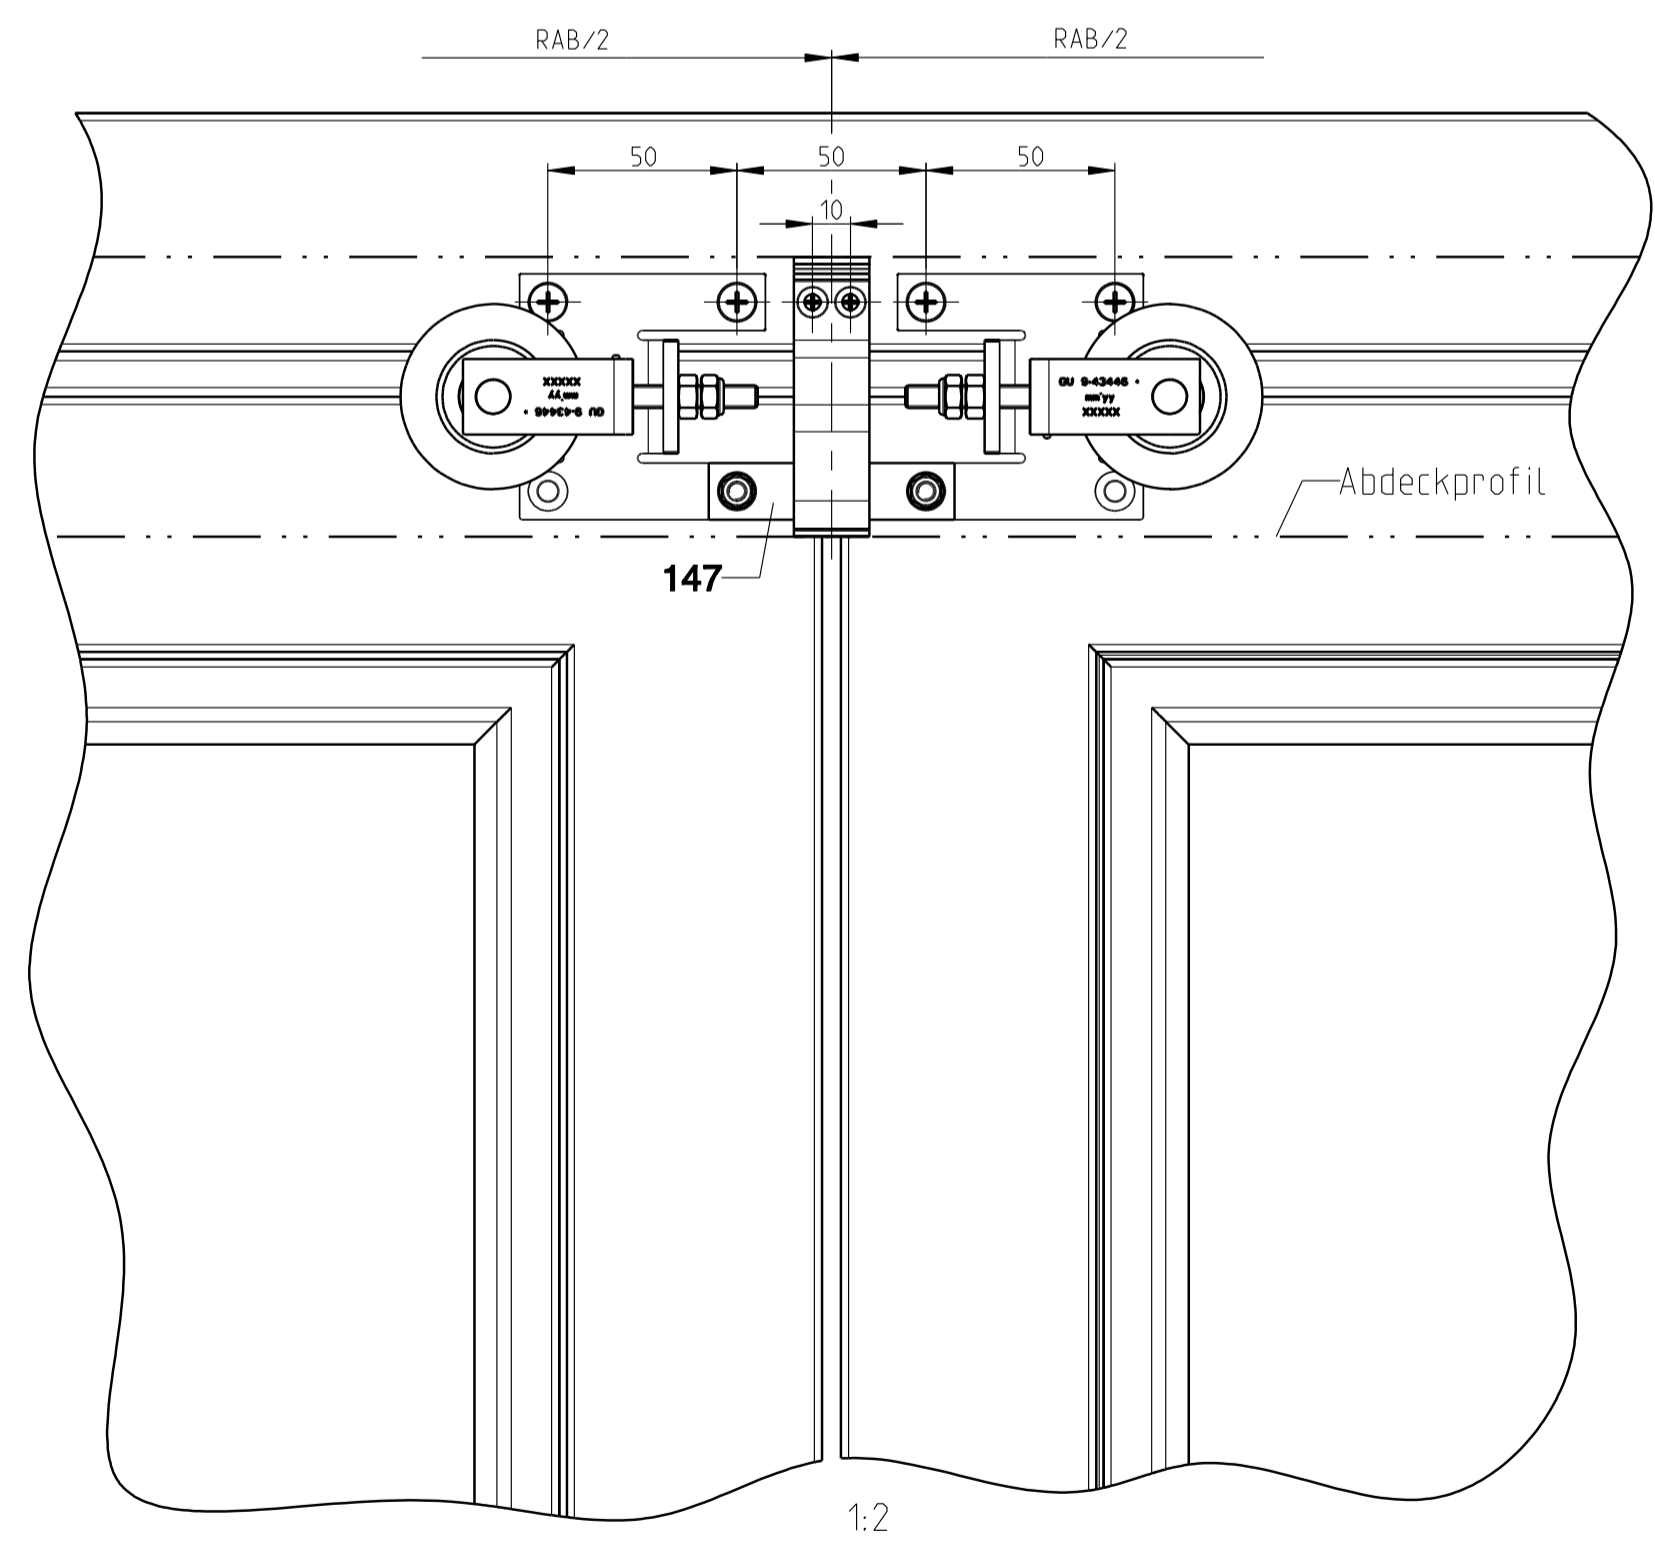 RAB/2
RAB/2
50
50
50
10
XXXXX
mm.yy
GU 9-43446 •
GU 9-43446 •
yy.mm
XXXXX
Abdeckprofil
147
1:2